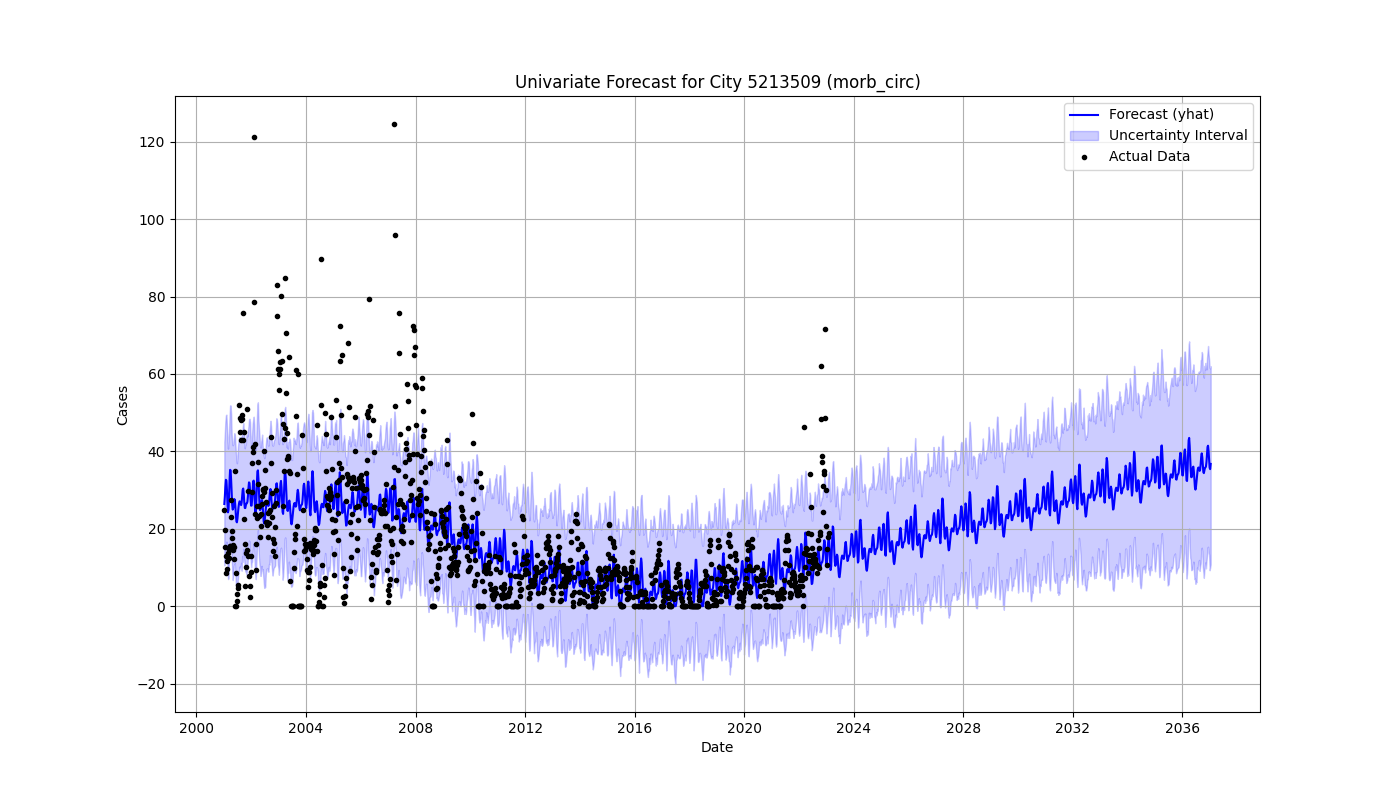 Univariate Forecast for City 5213509 (morb_circ)
Forecast (yhat)
Uncertainty Interval
Actual Data
Cases
120
100
80
60
40
20
0
−20
2000 2004 2008 2012 2016 2020 2024 2028 2032 2036
Date